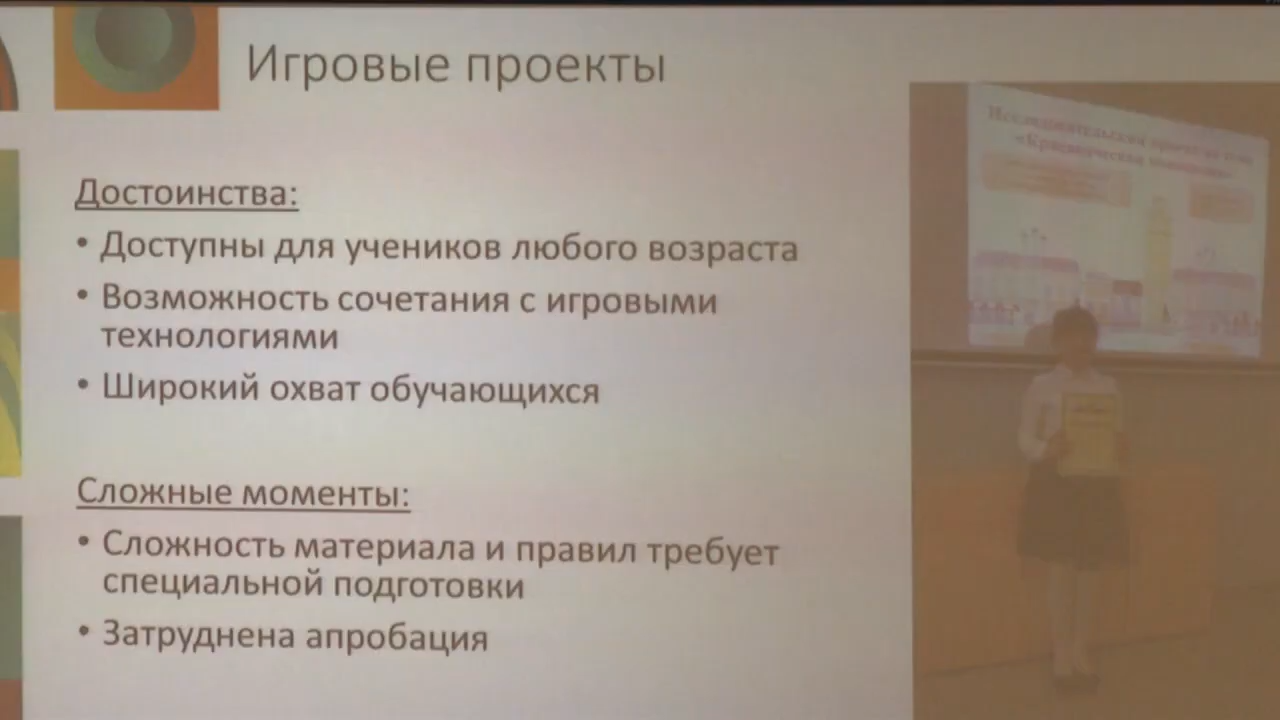 Игровые проекты
Достоинства:
• Доступны для учеников любого возраста
• Возможность сочетания с игровыми
технологиями
• Широкий охват обучающихся
Сложные моменты:
• Сложность материала и правил требует
специальной подготовки
• Затруднена апробация